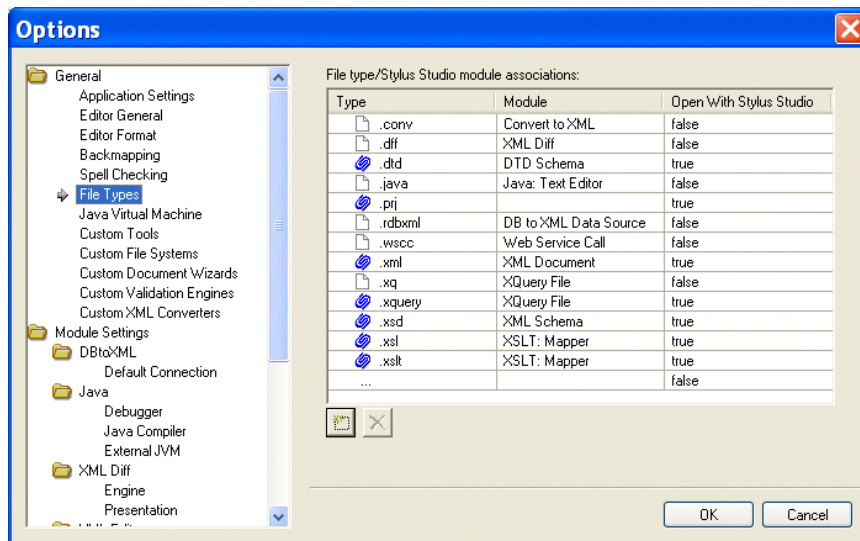 Options
General
Application Settings
Editor General
Editor Format
Backmapping
Spell Checking
File Types
Java Virtual Machine
Custom Tools
Custom File Systems
Custom Document Wizards
Custom Validation Engines
Custom XML Converters
Module Settings
DBtoXML
Default Connection
Java
Debugger
Java Compiler
External JVM
XML Diff
Engine
Presentation
File type/Stylus Studio module associations:
Type Module Open With Stylus Studio
.conv Convert to XML false
.dff XML Diff false
.dtd DTD Schema true
.java Java: Text Editor false
.prj true
.rdbxml DB to XML Data Source false
.wscc Web Service Call false
.xml XML Document true
.xq XQuery File false
.xquery XQuery File true
.xsd XML Schema true
.xsl XSLT: Mapper true
.xslt XSLT: Mapper true
... false
OK Cancel